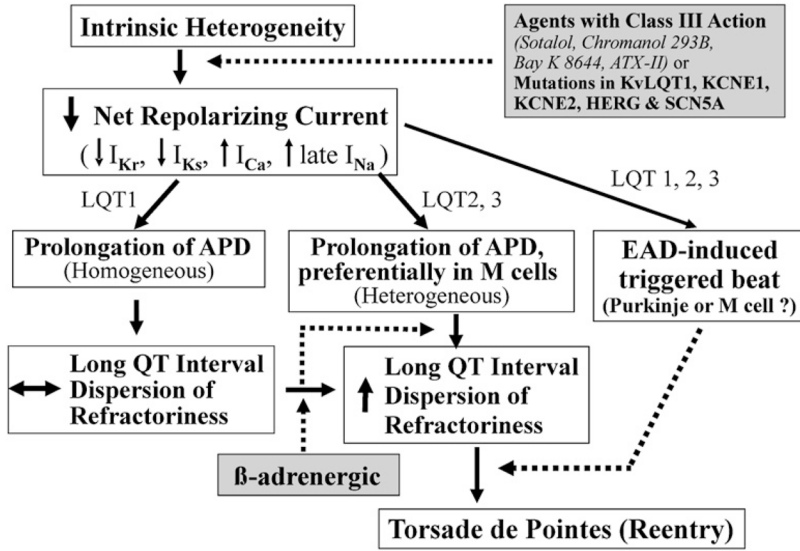 Intrinsic Heterogeneity
Agents with Class III Action
(Sotalol, Chromanol 293B,
Bay K 8644, ATX-II) or
Mutations in KvLQT1, KCNE1,
KCNE2, HERG & SCN5A
Net Repolarizing Current
(↓IKr, ↓IKs, ↑ICa, ↑late INa)
LQT1
LQT2, 3
LQT 1, 2, 3
Prolongation of APD
(Homogeneous)
Prolongation of APD,
preferentially in M cells
(Heterogeneous)
EAD-induced
triggered beat
(Purkinje or M cell ?)
Long QT Interval
Dispersion of
Refractoriness
Long QT Interval
Dispersion of
Refractoriness
ß-adrenergic
Torsade de Pointes (Reentry)